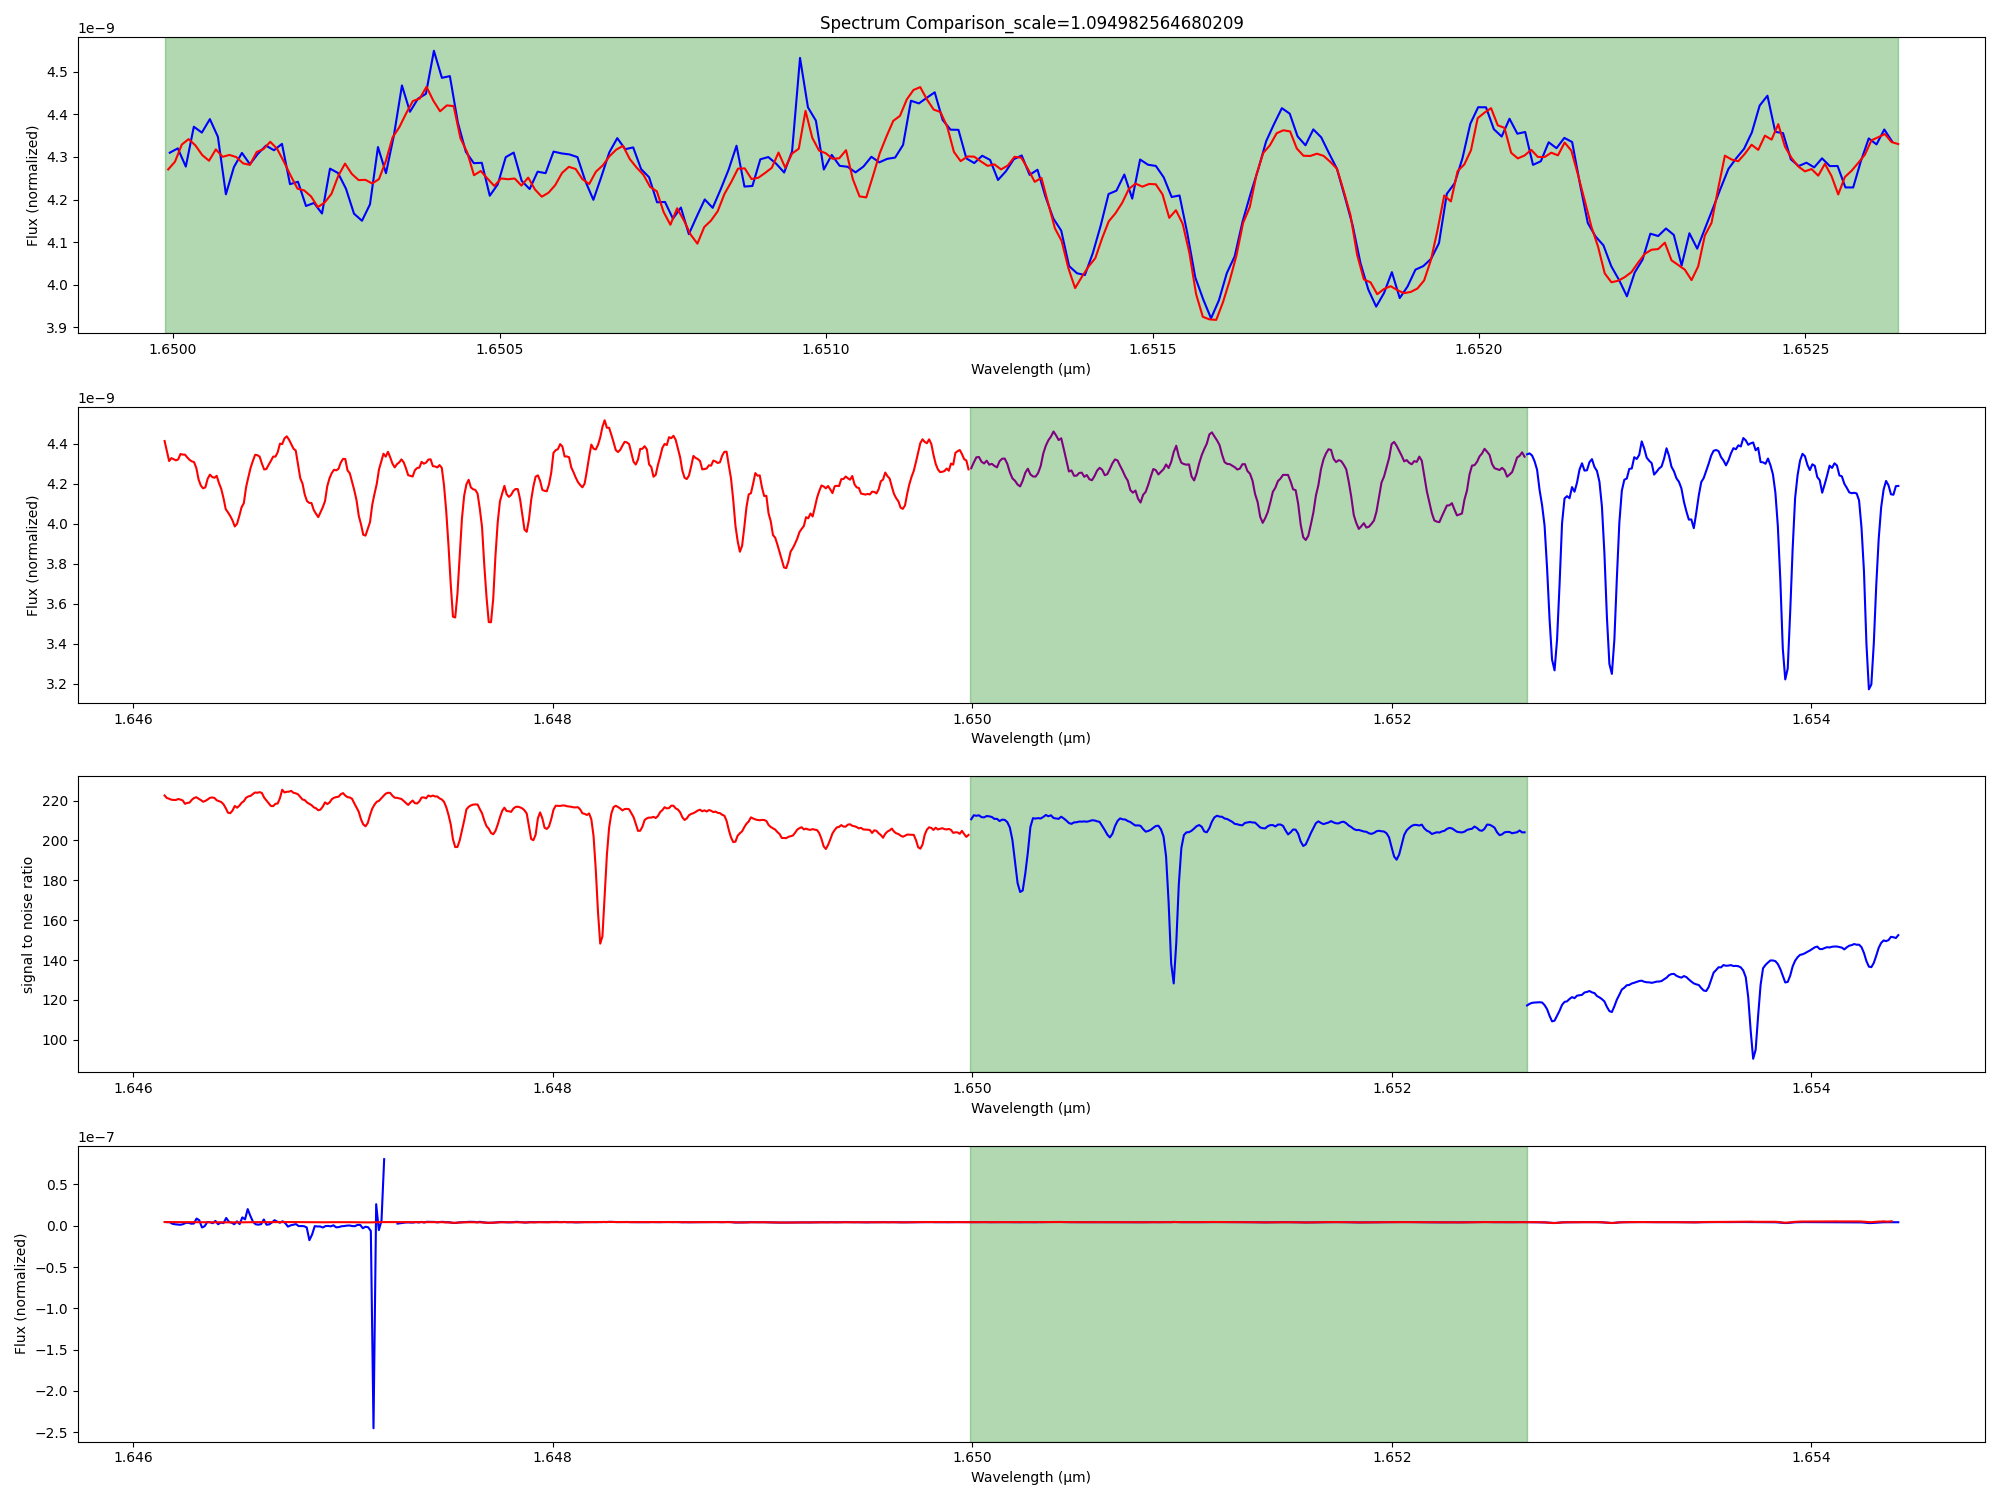 Spectrum Comparison_scale=1.094982564680209
1e−9
4.5
4.4
4.3
4.2
4.1
4.0
3.9
Flux (normalized)
1.6500 1.6505 1.6510 1.6515 1.6520 1.6525
Wavelength (μm)
1e−9
4.4
4.2
4.0
3.8
3.6
3.4
3.2
Flux (normalized)
1.646 1.648 1.650 1.652 1.654
Wavelength (μm)
220
200
180
160
140
120
100
signal to noise ratio
1.646 1.648 1.650 1.652 1.654
Wavelength (μm)
1e−7
0.5
0.0
−0.5
−1.0
−1.5
−2.0
−2.5
Flux (normalized)
1.646 1.648 1.650 1.652 1.654
Wavelength (μm)